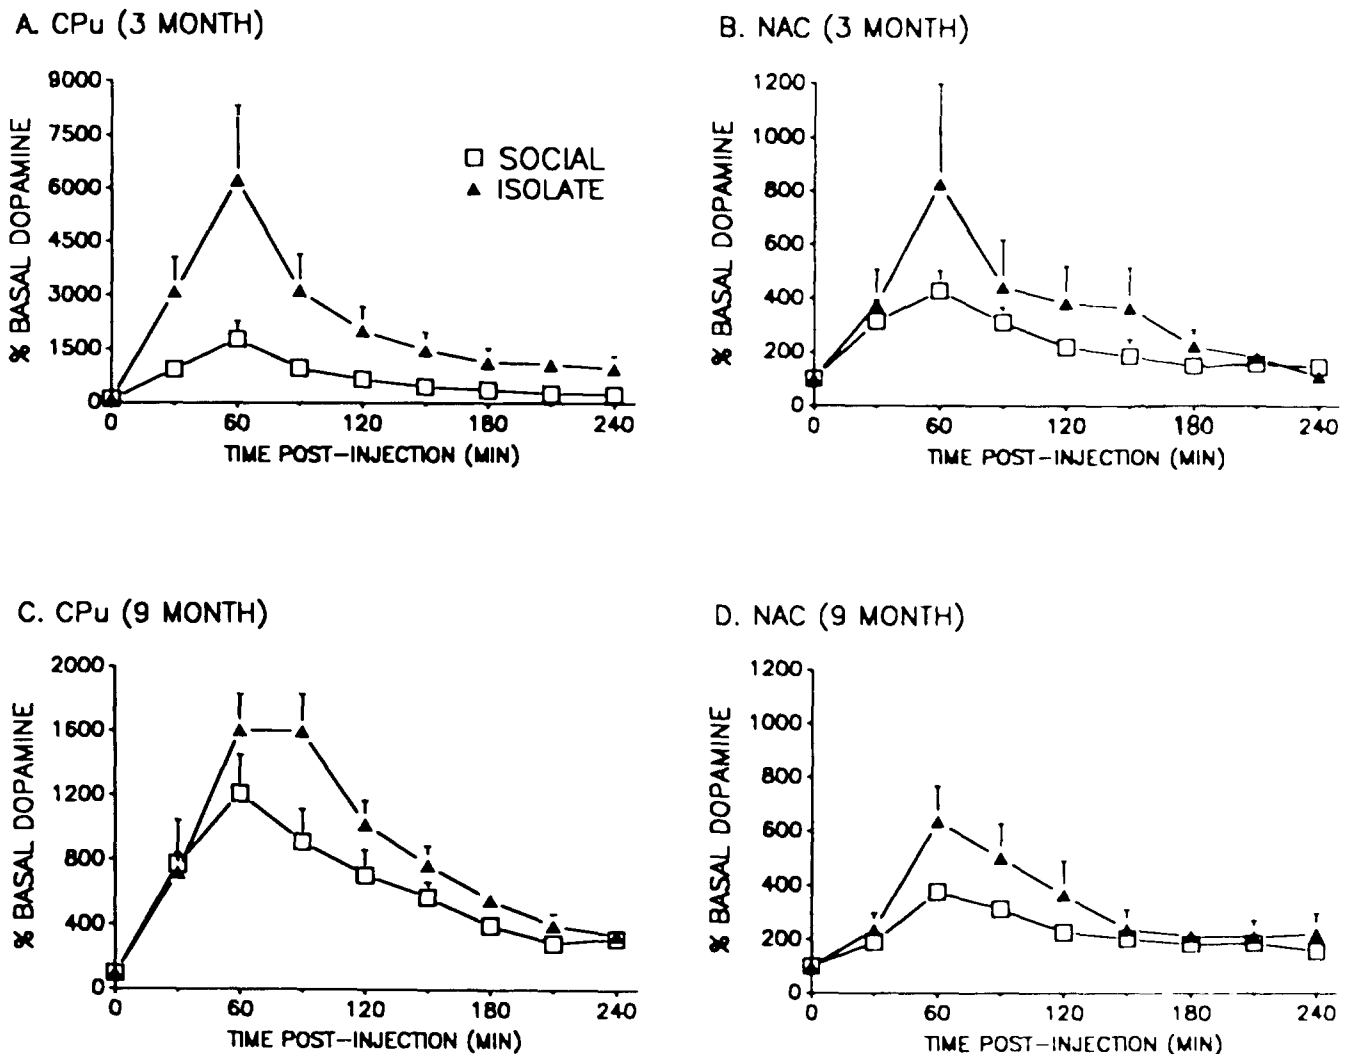 A. CPu (3 MONTH)
9000
7500
6000
4500
3000
1500
0
% BASAL DOPAMINE
SOCIAL
ISOLATE
0 60 120 180 240
TIME POST-INJECTION (MIN)
B. NAC (3 MONTH)
1200
1000
800
600
400
200
0
% BASAL DOPAMINE
0 60 120 180 240
TIME POST-INJECTION (MIN)
C. CPu (9 MONTH)
2000
1600
1200
800
400
0
% BASAL DOPAMINE
0 60 120 180 240
TIME POST-INJECTION (MIN)
D. NAC (9 MONTH)
1200
1000
800
600
400
200
0
% BASAL DOPAMINE
0 60 120 180 240
TIME POST-INJECTION (MIN)